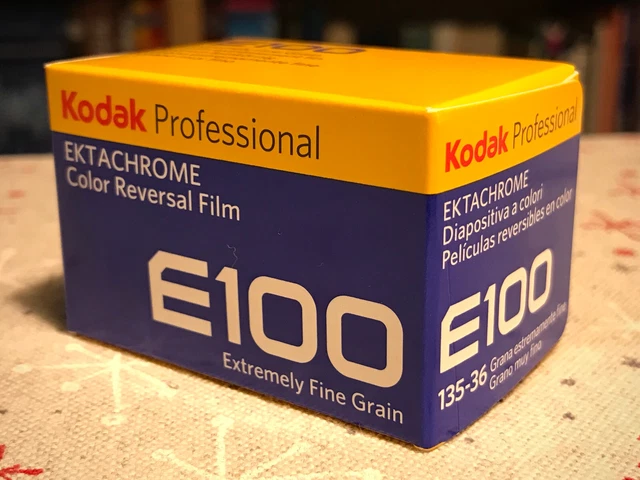 E100
Kodak Professional
EKTACHROME
Color Reversal Film
E100
Extremely Fine Grain
Kodak Professional
EKTACHROME
Diapositiva a colori
Películas reversibles en color
E100
135-36
Grana estremamente fine
Grano muy fino